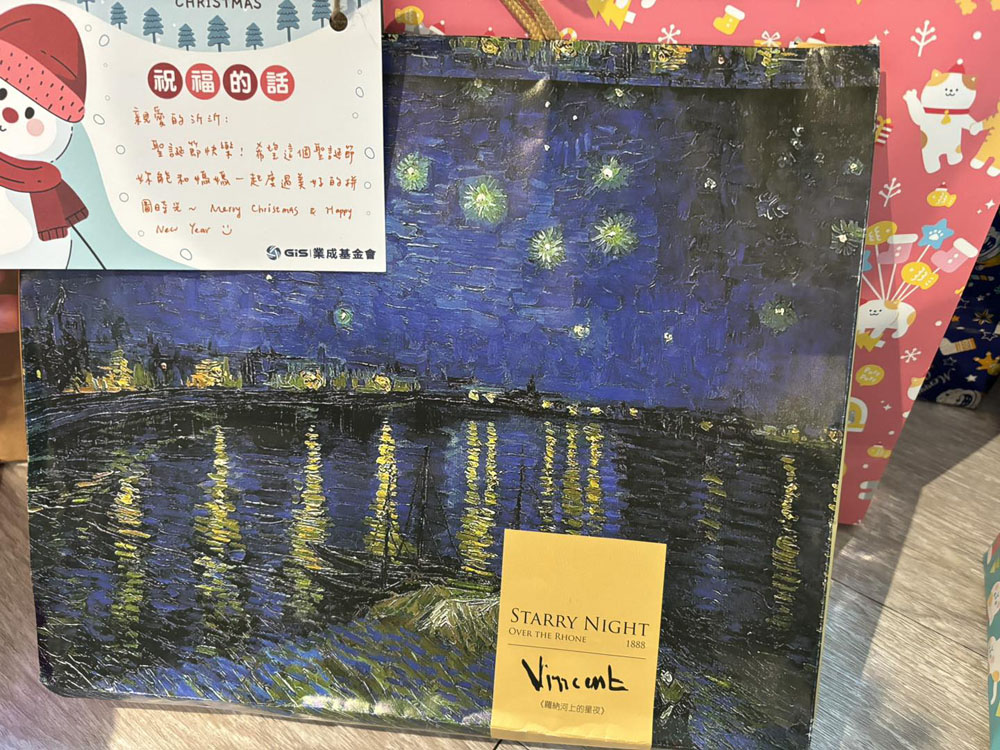 CHRISTMAS
祝福的話
親愛的沂沂:
聖誕節快樂!希望這個聖誕節
妳能和媽媽一起度過美好的拼
圖時光~ Merry Christmas & Happy
New Year
GIS|業成基金會
STARRY NIGHT
OVER THE RHONE
1888
Vincent
《羅納河上的星夜》